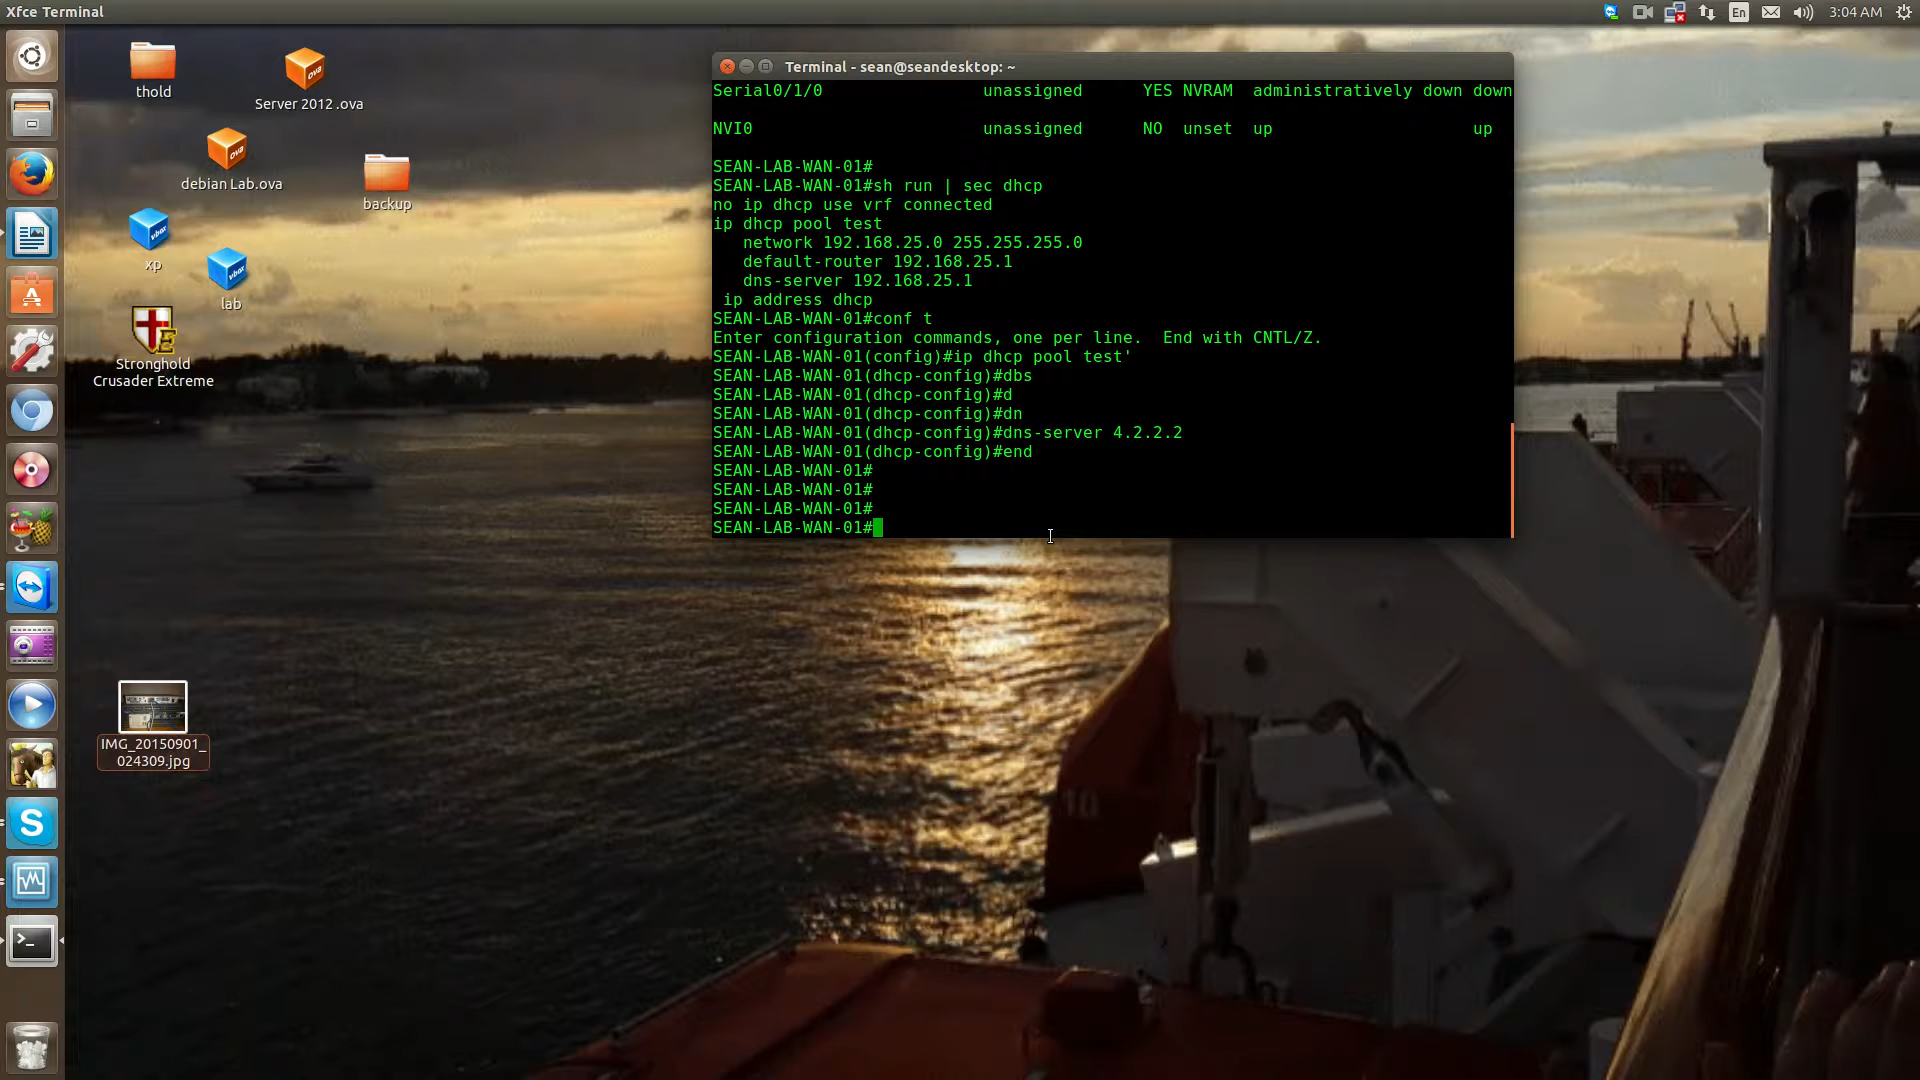 Xfce Terminal
En
3:04 AM
thold
Server 2012 .ova
debian Lab.ova
backup
xp
lab
Stronghold
Crusader Extreme
IMG_20150901_
024309.jpg
Terminal - sean@seandesktop: ~
Serial0/1/0 unassigned YES NVRAM administratively down down
NVI0 unassigned NO unset up up
SEAN-LAB-WAN-01#
SEAN-LAB-WAN-01#sh run | sec dhcp
no ip dhcp use vrf connected
ip dhcp pool test
network 192.168.25.0 255.255.255.0
default-router 192.168.25.1
dns-server 192.168.25.1
ip address dhcp
SEAN-LAB-WAN-01#conf t
Enter configuration commands, one per line. End with CNTL/Z.
SEAN-LAB-WAN-01(config)#ip dhcp pool test'
SEAN-LAB-WAN-01(dhcp-config)#dbs
SEAN-LAB-WAN-01(dhcp-config)#d
SEAN-LAB-WAN-01(dhcp-config)#dn
SEAN-LAB-WAN-01(dhcp-config)#dns-server 4.2.2.2
SEAN-LAB-WAN-01(dhcp-config)#end
SEAN-LAB-WAN-01#
SEAN-LAB-WAN-01#
SEAN-LAB-WAN-01#
SEAN-LAB-WAN-01#